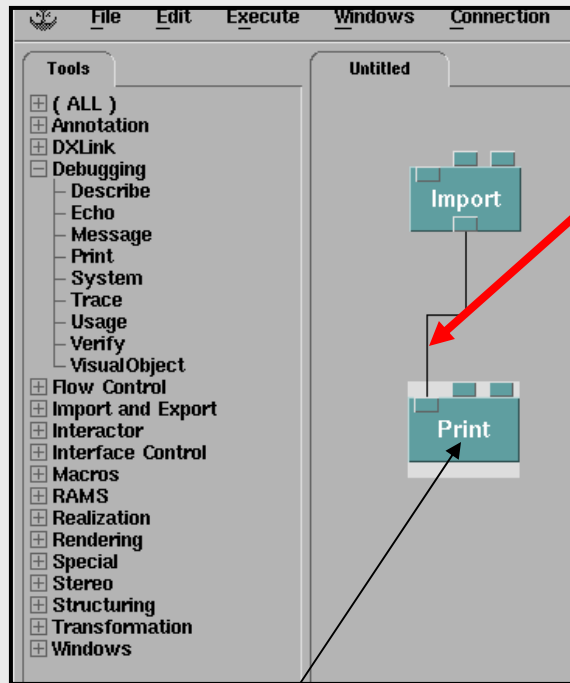 File Edit Execute Windows Connection
Tools
Untitled
( ALL )
Annotation
DXLink
Debugging
Describe
Echo
Message
Print
System
Trace
Usage
Verify
VisualObject
Flow Control
Import and Export
Interactor
Interface Control
Macros
RAMS
Realization
Rendering
Special
Stereo
Structuring
Transformation
Windows
Import
Print